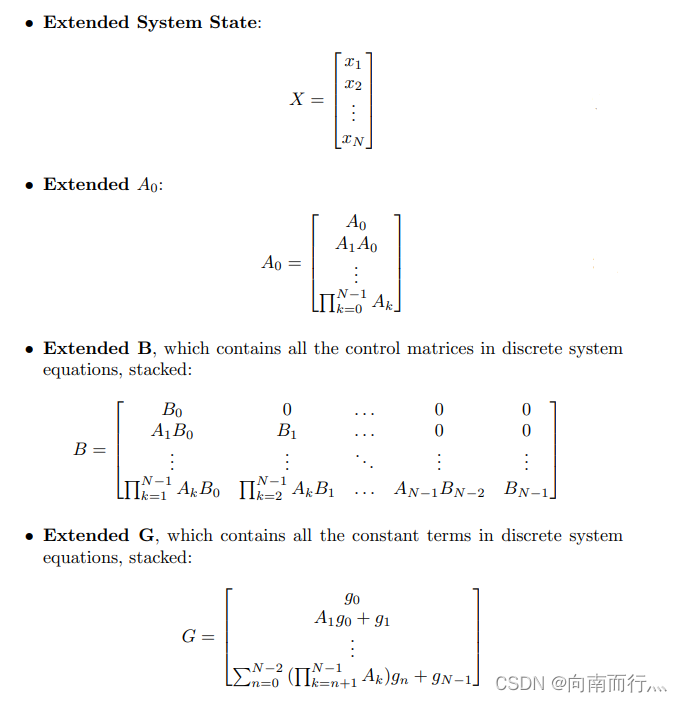 • Extended System State:
X = \begin{bmatrix} x_1 \\ x_2 \\ \vdots \\ x_N \end{bmatrix}
• Extended A_0:
A_0 = \begin{bmatrix} A_0 \\ A_1 A_0 \\ \vdots \\ \prod_{k=0}^{N-1} A_k \end{bmatrix}
• Extended B, which contains all the control matrices in discrete system
equations, stacked:
B = \begin{bmatrix} B_0 & 0 & \dots & 0 & 0 \\ A_1 B_0 & B_1 & \dots & 0 & 0 \\ \vdots & \vdots & \ddots & \vdots & \vdots \\ \prod_{k=1}^{N-1} A_k B_0 & \prod_{k=2}^{N-1} A_k B_1 & \dots & A_{N-1} B_{N-2} & B_{N-1} \end{bmatrix}
• Extended G, which contains all the constant terms in discrete system
equations, stacked:
G = \begin{bmatrix} g_0 \\ A_1 g_0 + g_1 \\ \vdots \\ \sum_{n=0}^{N-2} (\prod_{k=n+1}^{N-1} A_k) g_n + g_{N-1} \end{bmatrix}
CSDN @向南而行灬